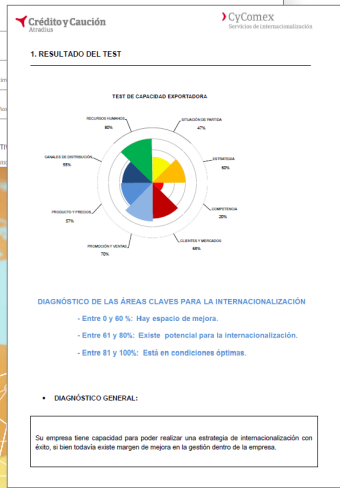 Crédito y Caución
Atradius
CyComex
Servicios de Internacionalización
1. RESULTADO DEL TEST
TEST DE CAPACIDAD EXPORTADORA
RECURSOS HUMANOS
80%
SITUACIÓN DE PARTIDA
47%
CANALES DE DISTRIBUCIÓN
ESTRATEGIA
PRODUCTO Y PRECIOS
57%
COMPETENCIA
20%
PROMOCIÓN Y VENTAS
70%
CLIENTES Y MERCADOS
DIAGNÓSTICO DE LAS ÁREAS CLAVES PARA LA INTERNACIONALIZACIÓN
- Entre 0 y 60 %: Hay espacio de mejora.
- Entre 61 y 80%: Existe potencial para la internacionalización.
- Entre 81 y 100%: Está en condiciones óptimas.
• DIAGNÓSTICO GENERAL:
Su empresa tiene capacidad para poder realizar una estrategia de internacionalización con
éxito, si bien todavía existe margen de mejora en la gestión dentro de la empresa.